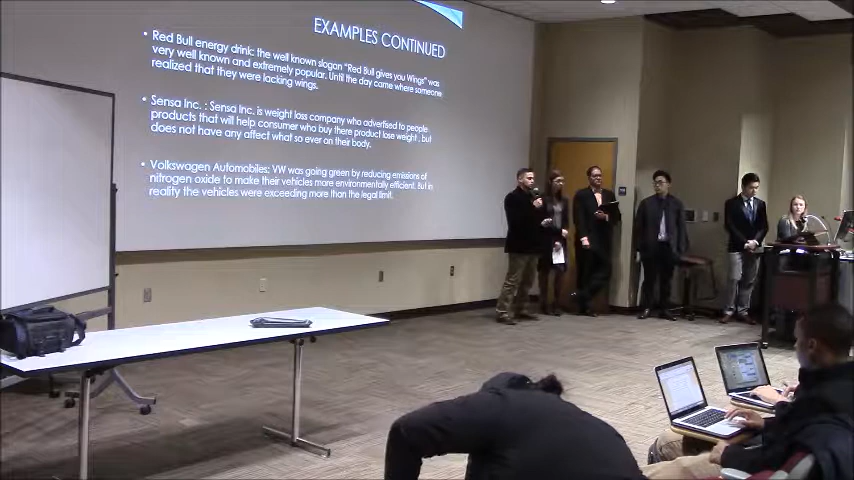 EXAMPLES CONTINUED
• Red Bull energy drink: the well known slogan "Red Bull gives you Wings" was
very well known and extremely popular. Until the day came where someone
realized that they were lacking wings.
• Sensa Inc. : Sensa Inc. is weight loss company who advertised to people
products that will help consumer who buy there product lose weight , but
does not have any affect what so ever on their body.
• Volkswagen Automobiles: VW was going green by reducing emissions of
nitrogen oxide to make their vehicles more environmentally efficient. But in
reality the vehicles were exceeding more than the legal limit.